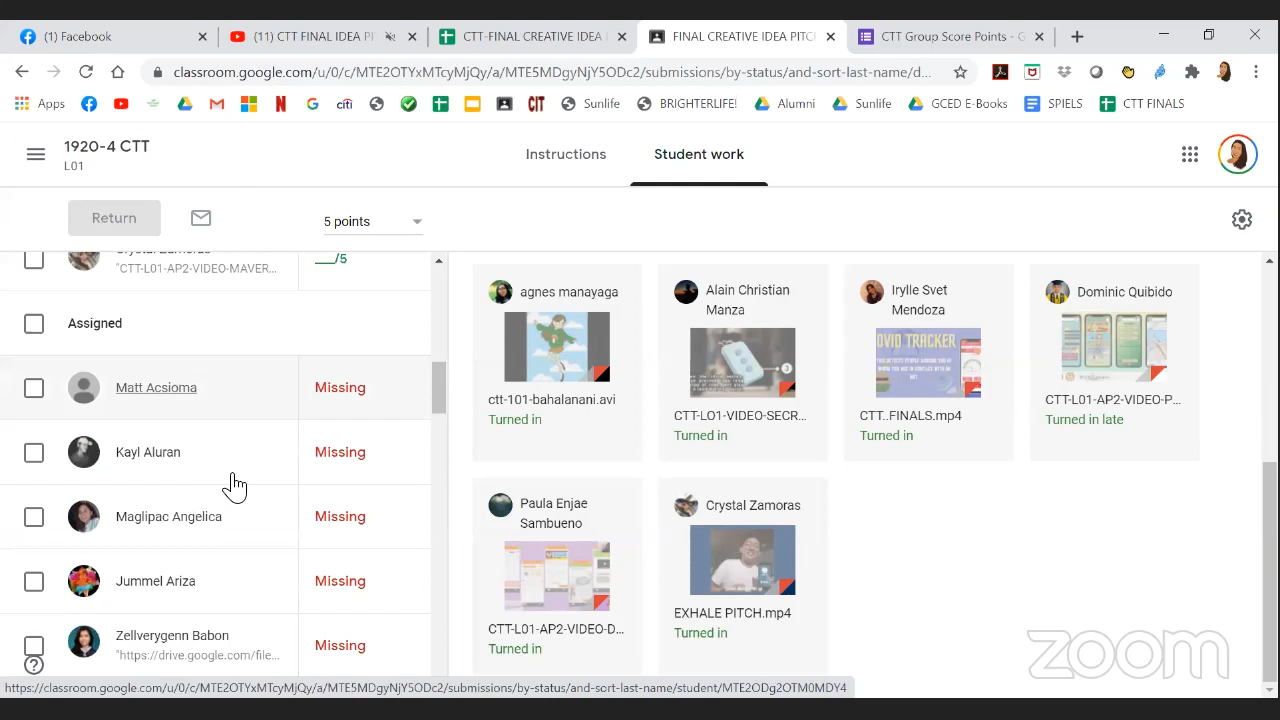 (1) Facebook
(11) CTT FINAL IDEA PI
CTT-FINAL CREATIVE IDEA
FINAL CREATIVE IDEA PITC
CTT Group Score Points - G
classroom.google.com/u/0/c/MTE2OTYxMTcyMjQy/a/MTE5MDgyNjY5ODc2/submissions/by-status/and-sort-last-name/d...
Apps
citi
CIT
Sunlife
BRIGHTERLIFE
Alumni
Sunlife
GCED E-Books
SPIELS
CTT FINALS
1920-4 CTT
L01
Instructions
Student work
Return
5 points
Crystal Zamoras
"CTT-L01-AP2-VIDEO-MAVER...
___/5
Assigned
Matt Acsioma
Missing
Kayl Aluran
Missing
Maglipac Angelica
Missing
Jummel Ariza
Missing
Zellverygenn Babon
"https://drive.google.com/file...
Missing
agnes manayaga
ctt-101-bahalanani.avi
Turned in
Alain Christian
Manza
3
CTT-LO1-VIDEO-SECR...
Turned in
Irylle Svet
Mendoza
OVID TRACKER
CTT..FINALS.mp4
Turned in
Dominic Quibido
CTT-L01-AP2-VIDEO-P...
Turned in late
Paula Enjae
Sambueno
CTT-L01-AP2-VIDEO-D...
Turned in
Crystal Zamoras
EXHALE PITCH.mp4
Turned in
zoom
https://classroom.google.com/u/0/c/MTE2OTYxMTcyMjQy/a/MTE5MDgyNjY5ODc2/submissions/by-status/and-sort-last-name/student/MTE2ODg2OTM0MDY4